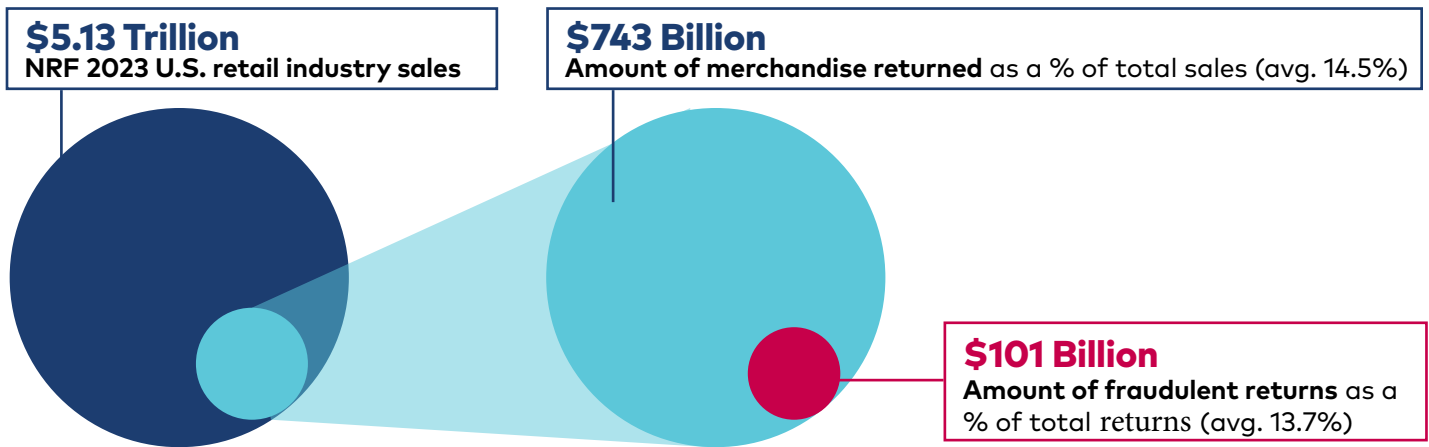 $5.13 Trillion
NRF 2023 U.S. retail industry sales
$743 Billion
Amount of merchandise returned as a % of total sales (avg. 14.5%)
$101 Billion
Amount of fraudulent returns as a
% of total returns (avg. 13.7%)